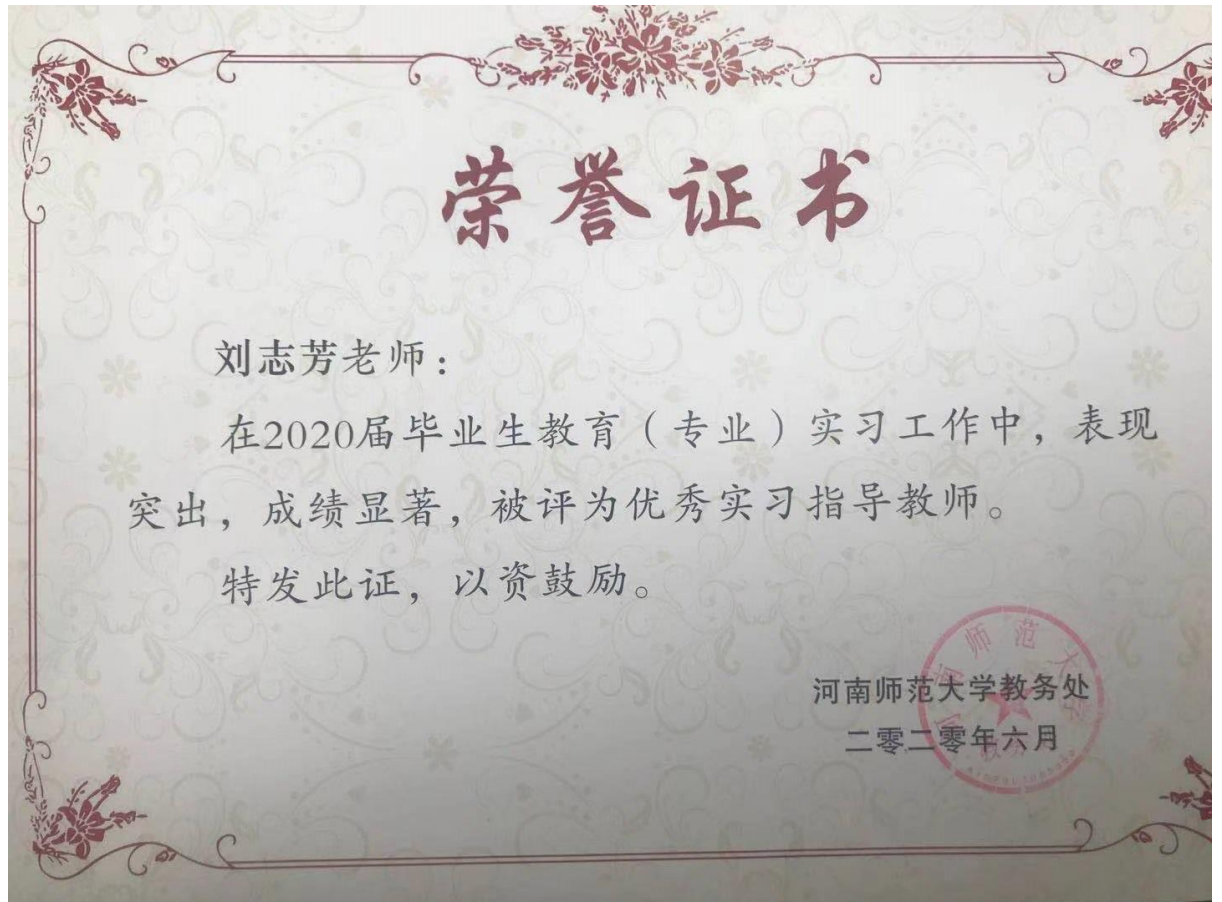 荣誉证书
刘志芳老师：
在2020届毕业生教育（专业）实习工作中，表现
突出，成绩显著，被评为优秀实习指导教师。
特发此证，以资鼓励。
河南师范大学教务处
二零二零年六月